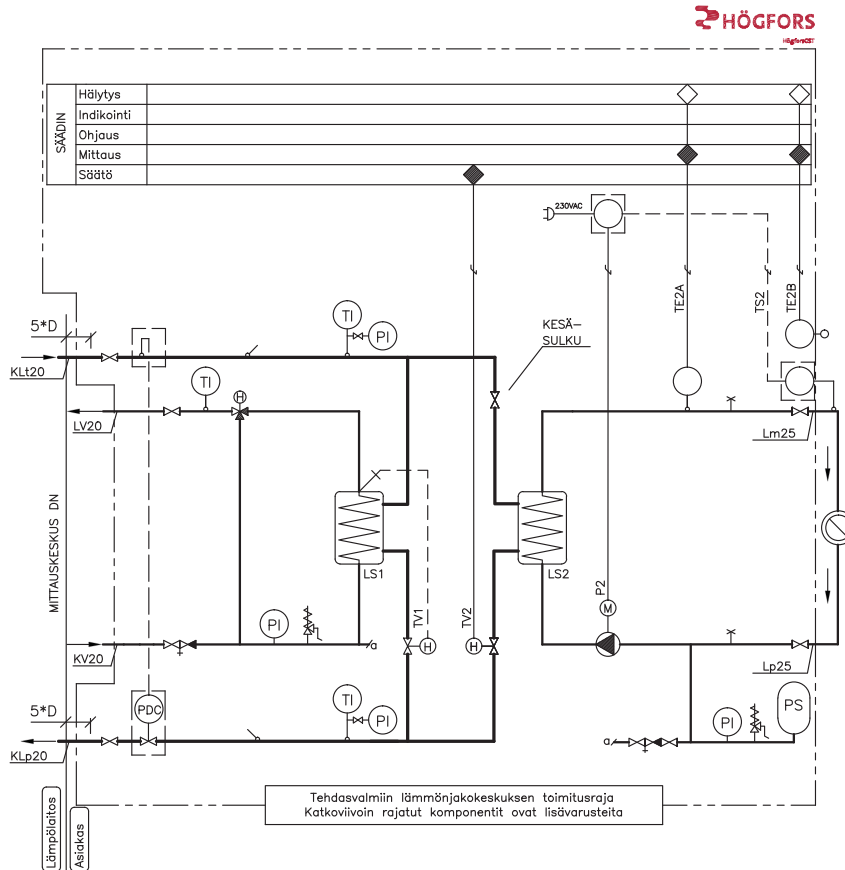 HÖGFORS
HögforsGST
SÄÄDIN
Hälytys
Indikointi
Ohjaus
Mittaus
Säätö
230VAC
TE2A
TS2
TE2B
5*D
TI
PI
KESÄ-
SULKU
KLt20
TI
H
LV20
Lm25
MITTAUSKESKUS DN
LS1
LS2
TV1
TV2
P2
M
PI
a
H
H
KV20
Lp25
5*D
PDC
TI
PI
PS
PI
a
KLp20
Tehdasvalmiin lämmönjakokeskuksen toimitusraja
Katkoviivoin rajatut komponentit ovat lisävarusteita
Lämpölaitos
Asiakas